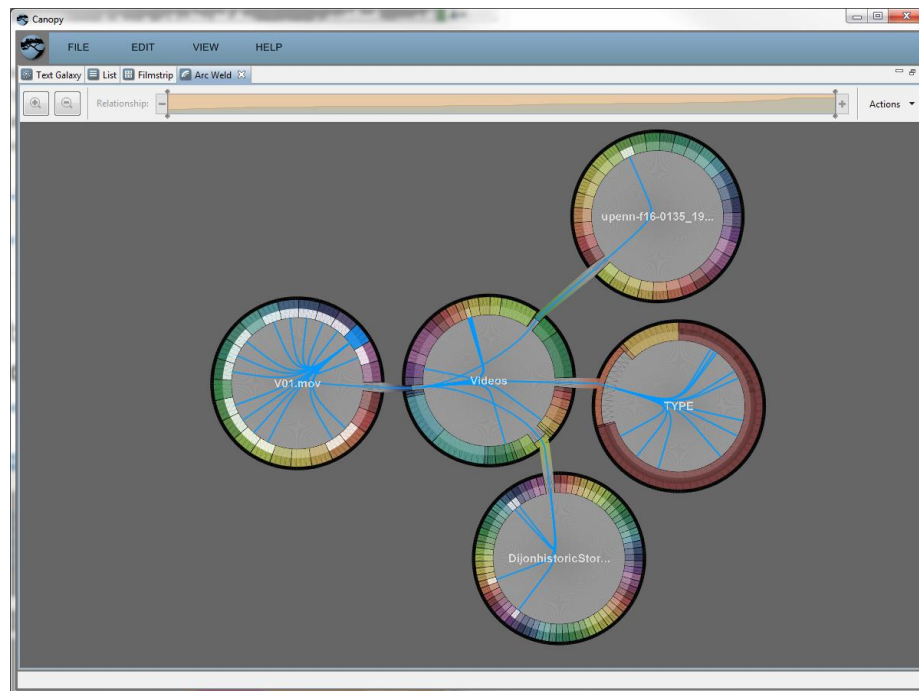 Canopy
FILE EDIT VIEW HELP
Text Galaxy List Filmstrip Arc Weld
Relationship: Actions
upenn-f16-0135_19...
V01.mov
Videos
TYPE
DijonhistoricStor...